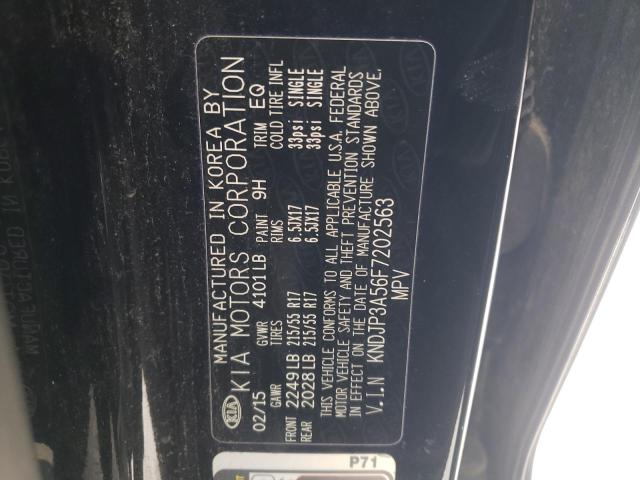 MANUFACTURED IN KOREA BY
KIA KIA MOTORS CORPORATION
02/15 GVWR 4101LB PAINT 9H TRIM EQ
GAWR TIRES RIMS COLD TIRE INFL
FRONT 2249LB 215/55 R17 6.5JX17 33psi SINGLE
REAR 2028LB 215/55 R17 6.5JX17 33psi SINGLE
THIS VEHICLE CONFORMS TO ALL APPLICABLE U.S.A. FEDERAL
MOTOR VEHICLE SAFETY AND THEFT PREVENTION STANDARDS
IN EFFECT ON THE DATE OF MANUFACTURE SHOWN ABOVE.
V.I.N KNDJP3A56F7202563
MPV
P71